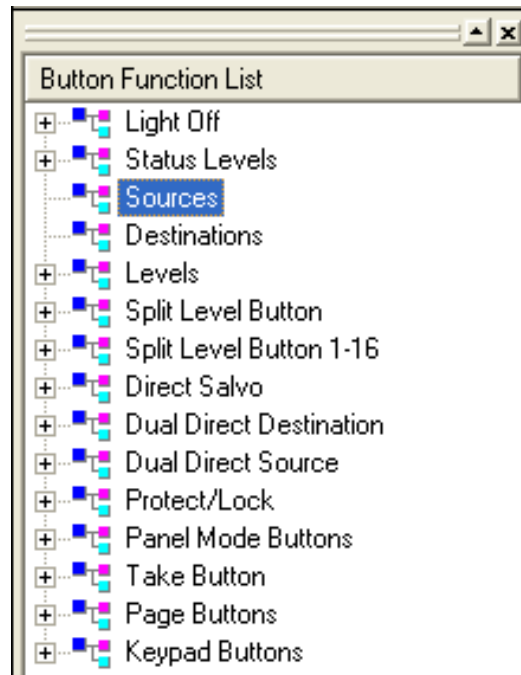 Button Function List
Light Off
Status Levels
Sources
Destinations
Levels
Split Level Button
Split Level Button 1-16
Direct Salvo
Dual Direct Destination
Dual Direct Source
Protect/Lock
Panel Mode Buttons
Take Button
Page Buttons
Keypad Buttons